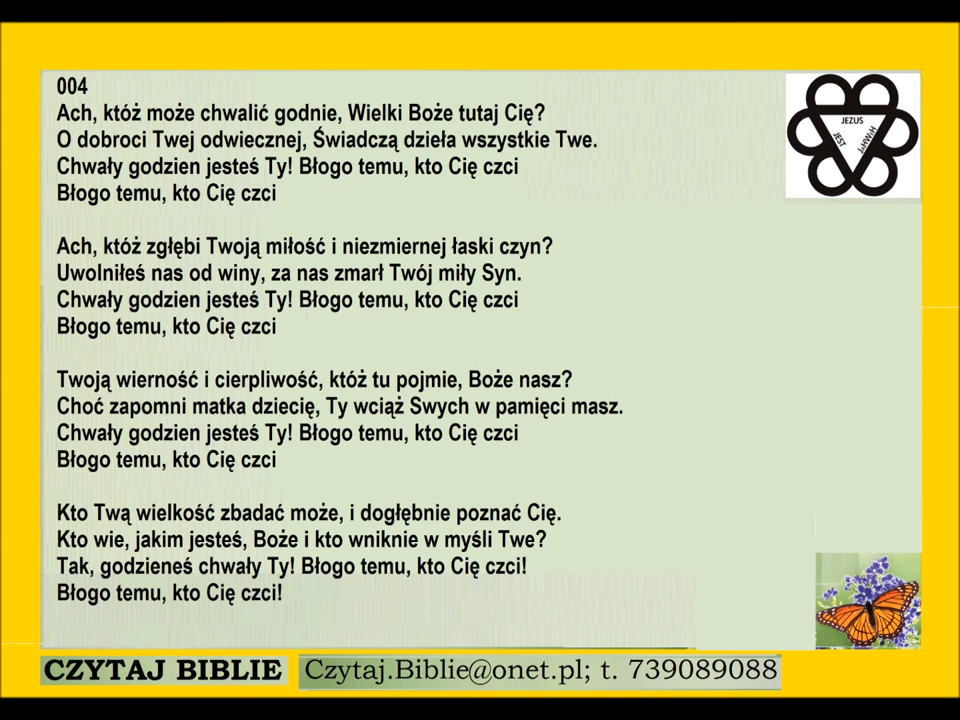 004
Ach, któż może chwalić godnie, Wielki Boże tutaj Cię?
O dobroci Twej odwiecznej, Świadczą dzieła wszystkie Twe.
Chwały godzien jesteś Ty! Błogo temu, kto Cię czci
Błogo temu, kto Cię czci
Ach, któż zgłębi Twoją miłość i niezmiernej łaski czyn?
Uwolniłeś nas od winy, za nas zmarł Twój miły Syn.
Chwały godzien jesteś Ty! Błogo temu, kto Cię czci
Błogo temu, kto Cię czci
Twoją wierność i cierpliwość, któż tu pojmie, Boże nasz?
Choć zapomni matka dziecię, Ty wciąż Swych w pamięci masz.
Chwały godzien jesteś Ty! Błogo temu, kto Cię czci
Błogo temu, kto Cię czci
Kto Twą wielkość zbadać może, i dogłębnie poznać Cię.
Kto wie, jakim jesteś, Boże i kto wniknie w myśli Twe?
Tak, godzieneś chwały Ty! Błogo temu, kto Cię czci!
Błogo temu, kto Cię czci!
JEZUS
JEST
JaHWiH
CZYTAJ BIBLIE
Czytaj.Biblie@onet.pl; t. 739089088